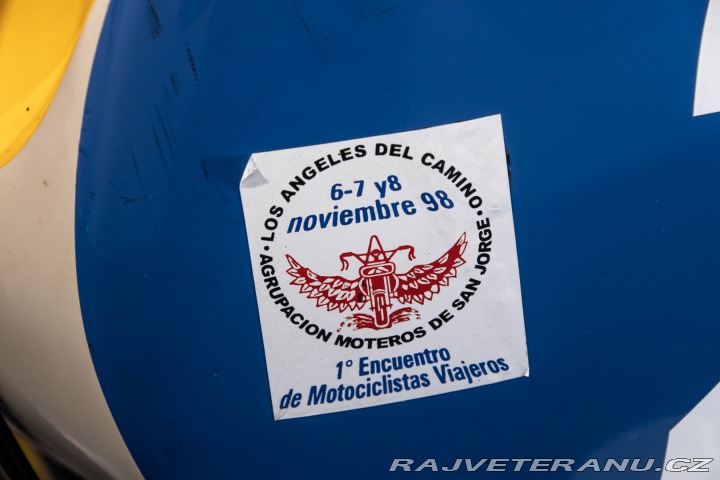 LOS ANGELES DEL CAMINO
6-7 y8
noviembre 98
· AGRUPACION MOTEROS DE SAN JORGE ·
1° Encuentro
de Motociclistas Viajeros
RAJVETERANU.CZ